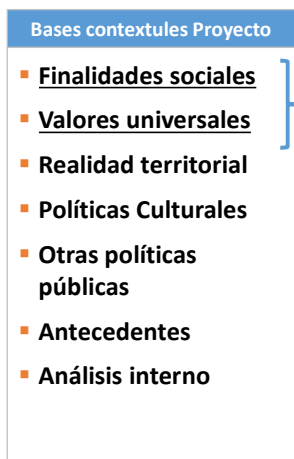 Bases contextules Proyecto
▪ Finalidades sociales
▪ Valores universales
▪ Realidad territorial
▪ Políticas Culturales
▪ Otras políticas
públicas
▪ Antecedentes
▪ Análisis interno